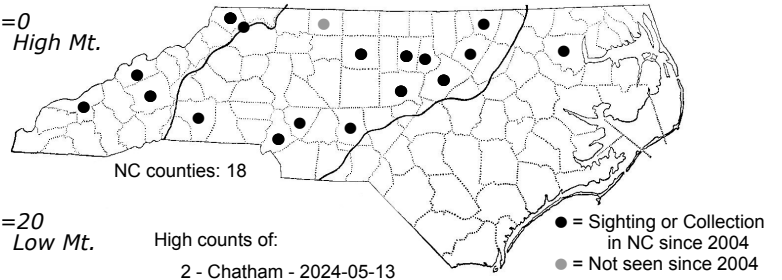 =0
High Mt.
NC counties: 18
=20
Low Mt.
High counts of:
2 - Chatham - 2024-05-13
● = Sighting or Collection
in NC since 2004
● = Not seen since 2004